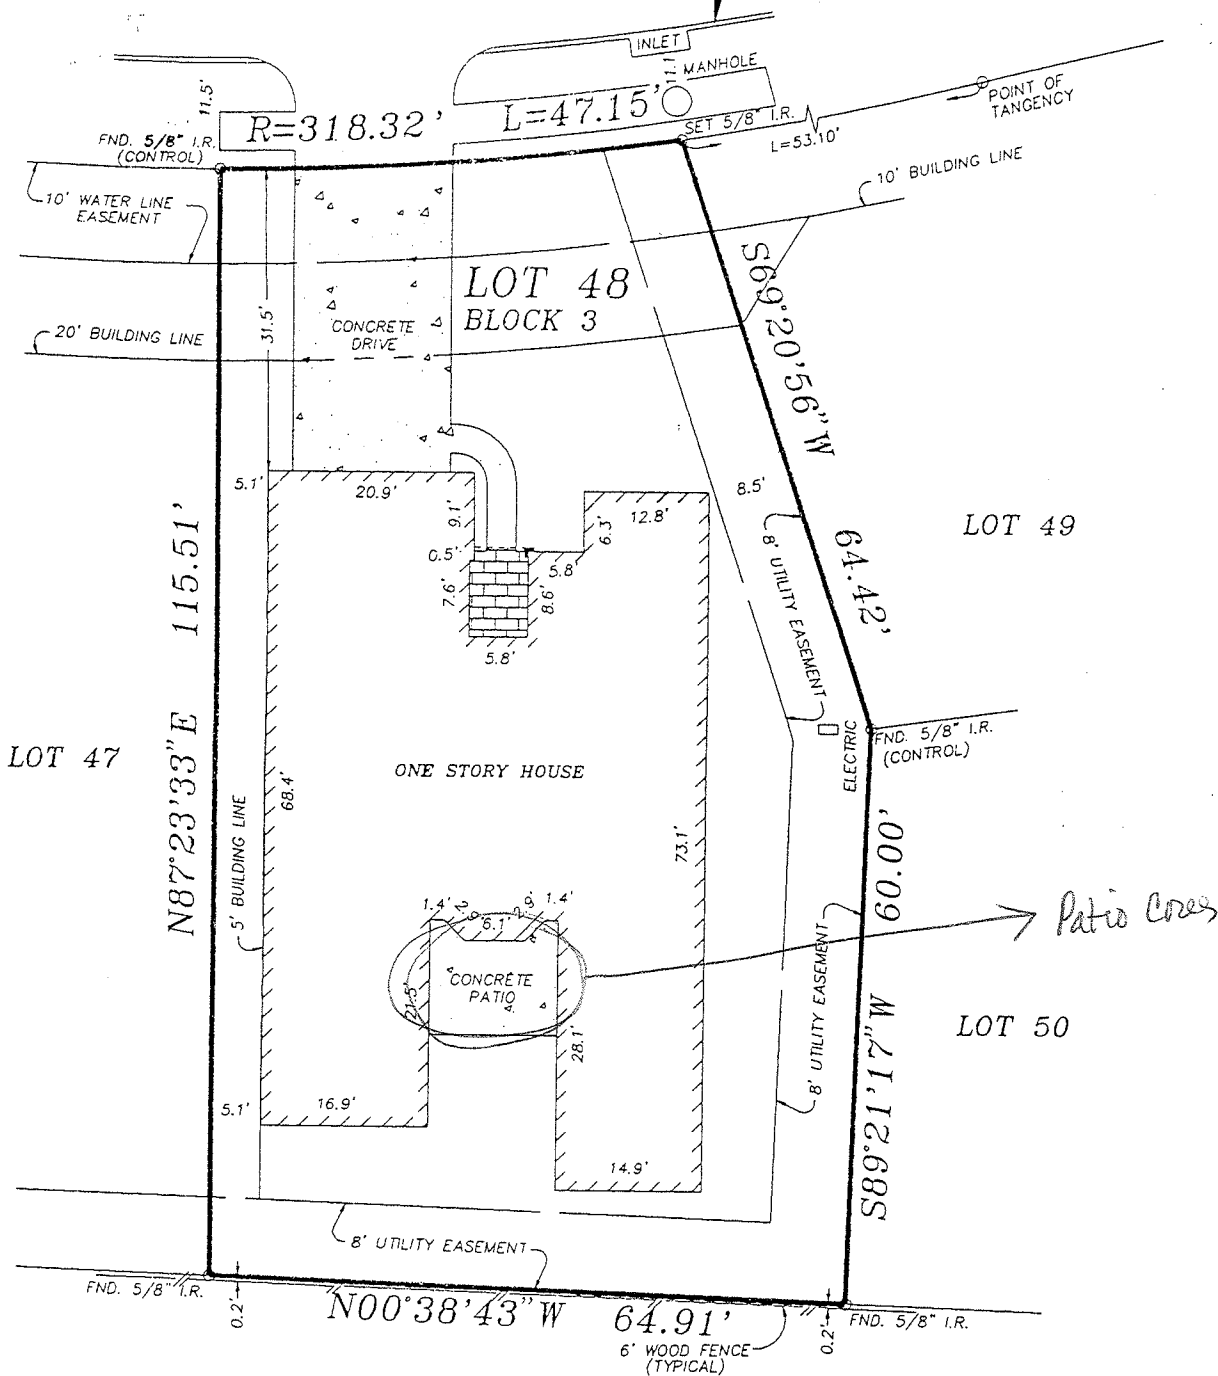 INLET
11.1'
MANHOLE
POINT OF
TANGENCY
11.5'
R=318.32'
L=47.15'
SET 5/8" I.R.
L=53.10'
FND. 5/8" I.R.
(CONTROL)
10' WATER LINE
EASEMENT
10' BUILDING LINE
LOT 48
BLOCK 3
S69°20'56"W
64.42'
31.5'
CONCRETE
DRIVE
20' BUILDING LINE
5.1'
20.9'
9.1'
12.8'
6.3'
8.5'
LOT 49
0.5'
5.8'
7.6'
8.6'
5.8'
8' UTILITY EASEMENT
N87°23'33"E 115.51'
LOT 47
ONE STORY HOUSE
ELECTRIC
FND. 5/8" I.R.
(CONTROL)
68.4'
73.1'
5' BUILDING LINE
60.00'
S89°21'17"W
1.4'
6.1'
2.9'
1.4'
Patio
CONCRETE
PATIO
21.5'
28.1'
8' UTILITY EASEMENT
LOT 50
5.1'
16.9'
14.9'
8' UTILITY EASEMENT
FND. 5/8" I.R.
0.2'
N00°38'43"W 64.91'
6' WOOD FENCE
(TYPICAL)
0.2'
FND. 5/8" I.R.